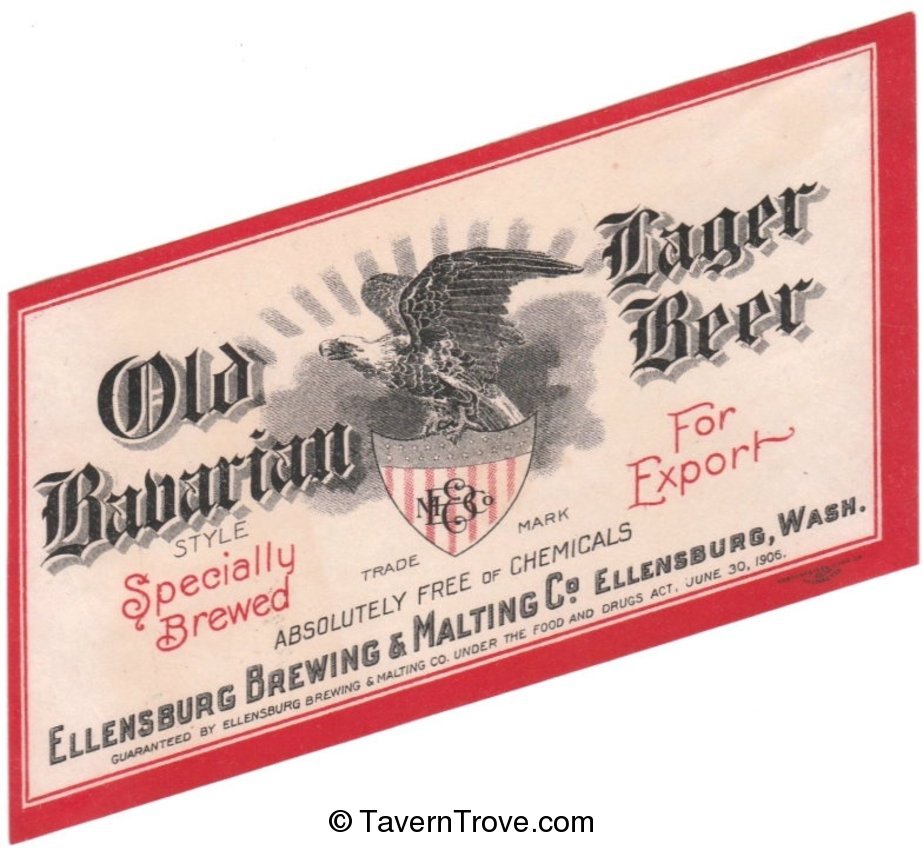 Old
Bavarian
STYLE
Specially
Brewed
Lager
Beer
For
Export
TRADE MARK
ABSOLUTELY FREE OF CHEMICALS
ELLENSBURG BREWING & MALTING CO. ELLENSBURG, WASH.
GUARANTEED BY ELLENSBURG BREWING & MALTING CO. UNDER THE FOOD AND DRUGS ACT, JUNE 30, 1906.
© TavernTrove.com